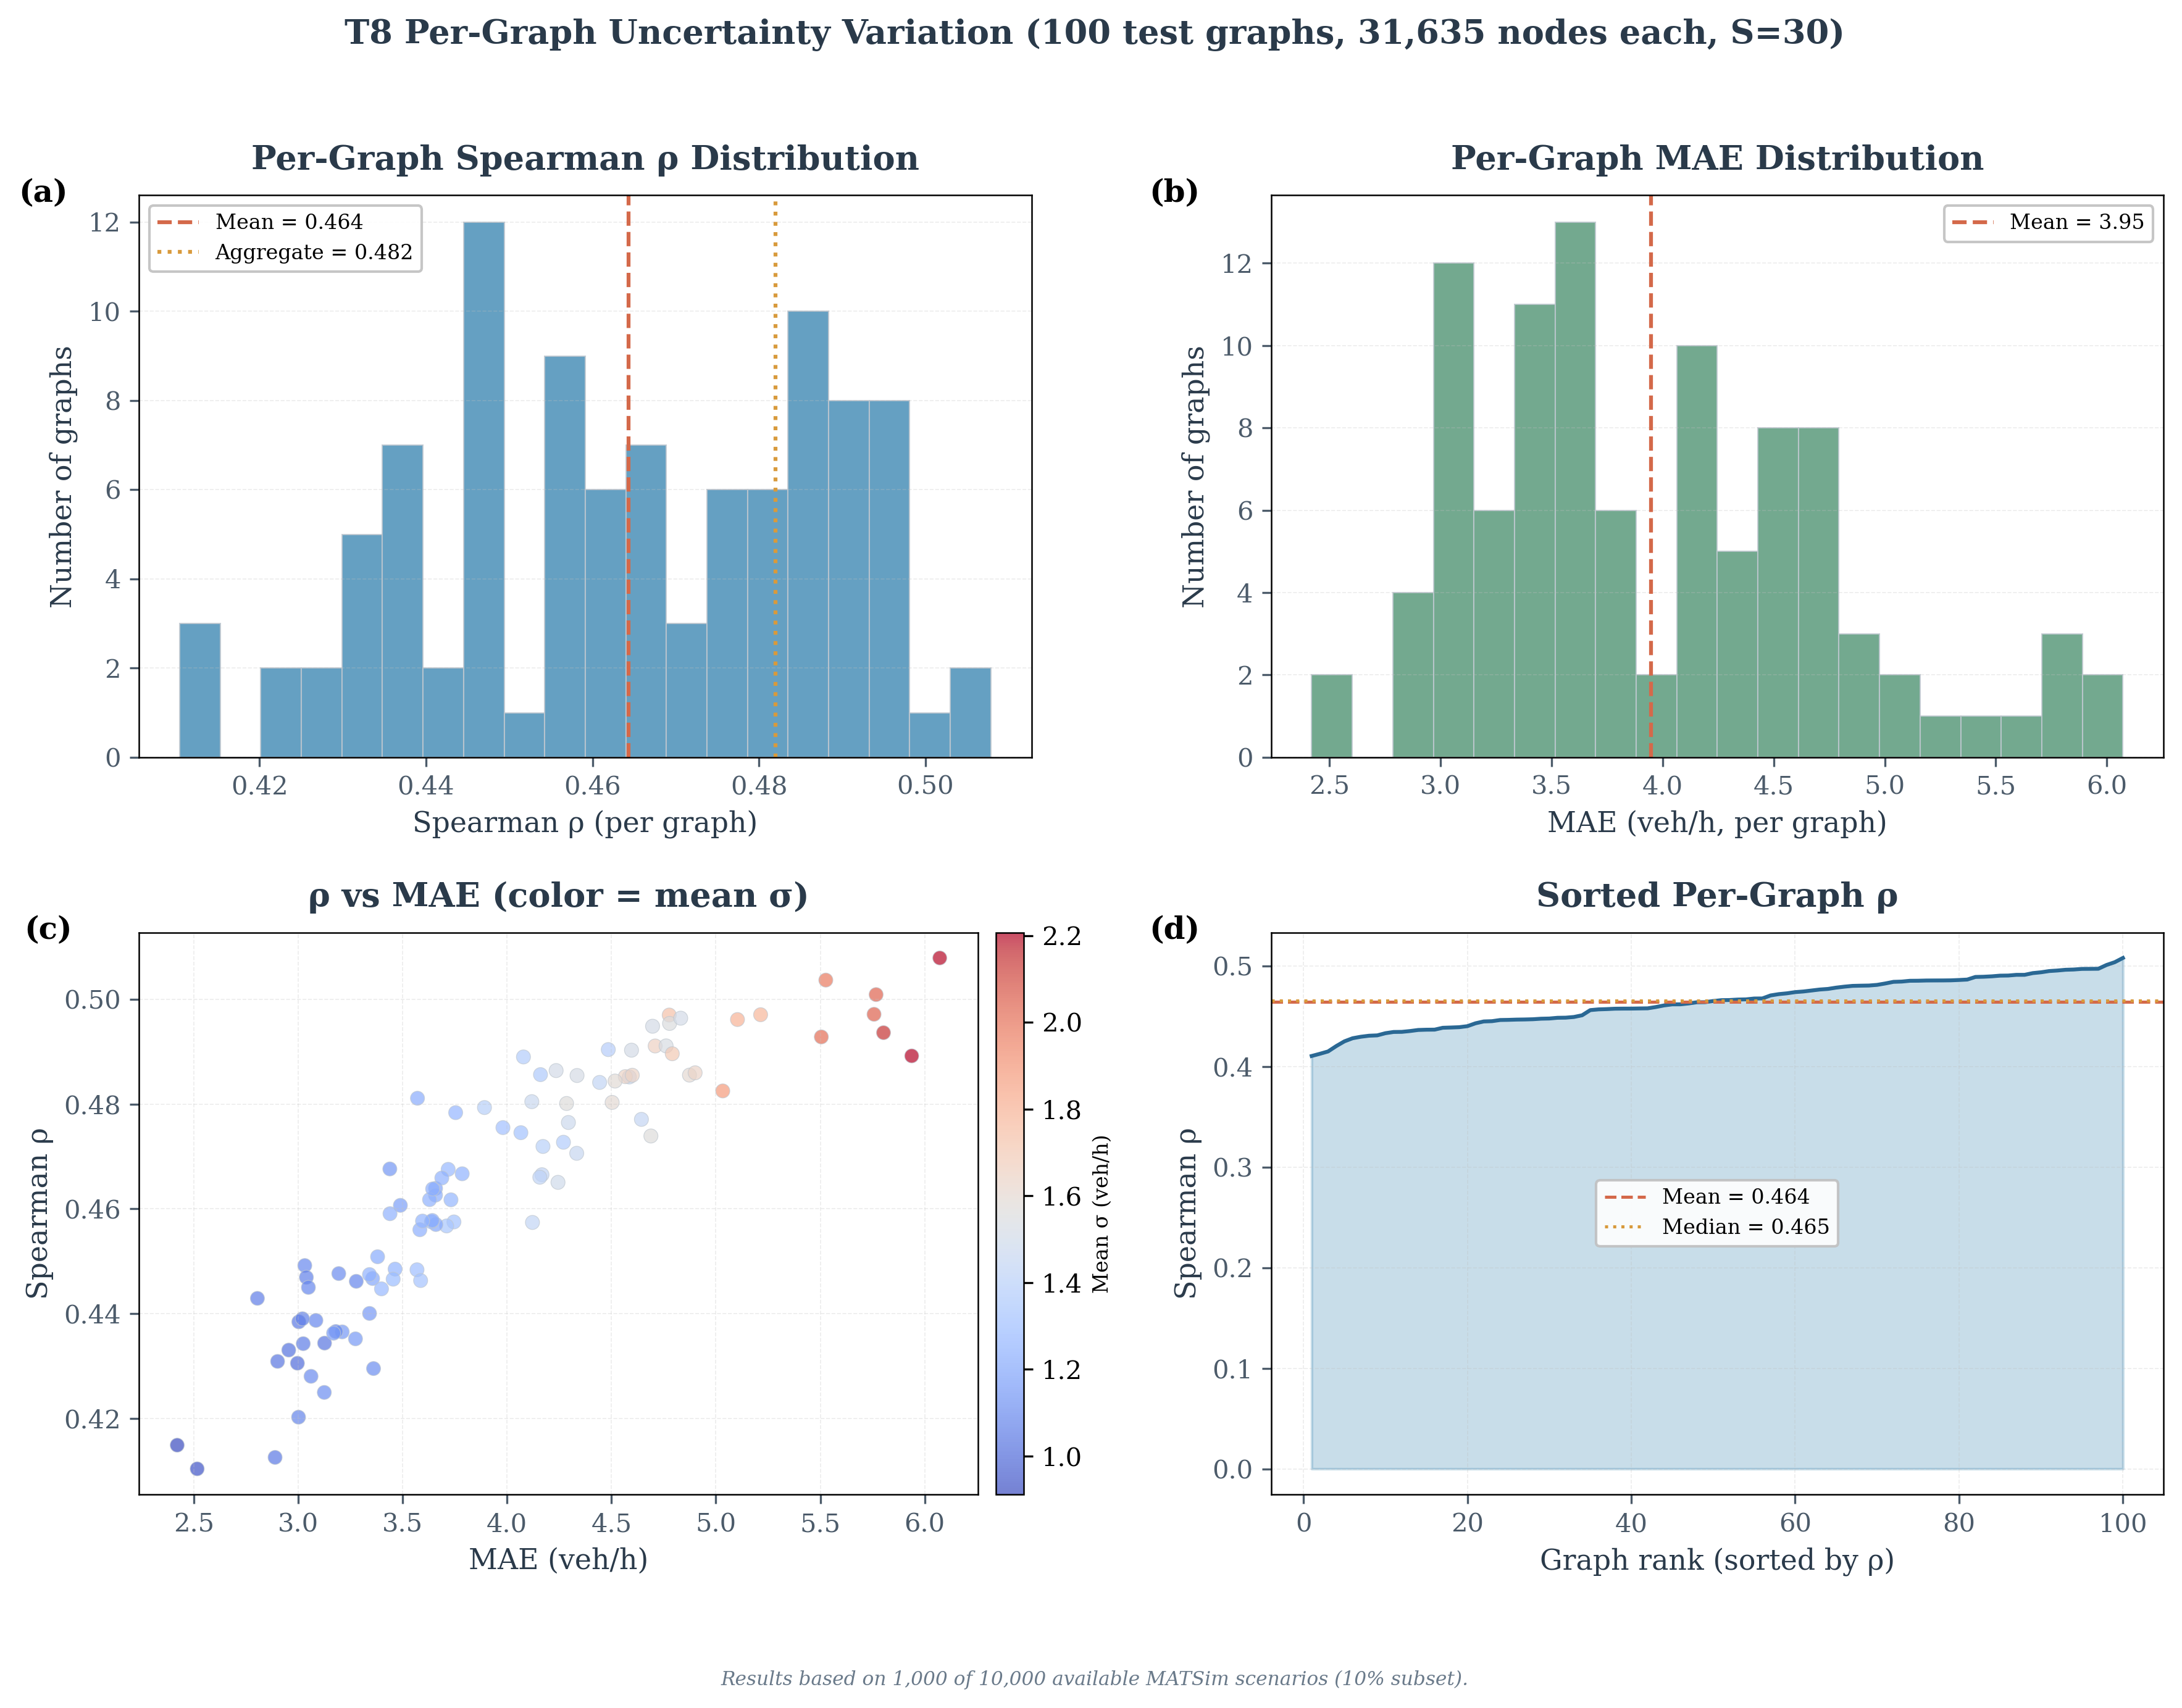 T8 Per-Graph Uncertainty Variation (100 test graphs, 31,635 nodes each, S=30)
(a)
Per-Graph Spearman ρ Distribution
Mean = 0.464
Aggregate = 0.482
Number of graphs
12
10
8
6
4
2
0
0.42 0.44 0.46 0.48 0.50
Spearman ρ (per graph)
(b)
Per-Graph MAE Distribution
Mean = 3.95
Number of graphs
12
10
8
6
4
2
0
2.5 3.0 3.5 4.0 4.5 5.0 5.5 6.0
MAE (veh/h, per graph)
(c)
ρ vs MAE (color = mean σ)
Spearman ρ
0.50
0.48
0.46
0.44
0.42
2.5 3.0 3.5 4.0 4.5 5.0 5.5 6.0
MAE (veh/h)
2.2
2.0
1.8
1.6
1.4
1.2
1.0
Mean σ (veh/h)
(d)
Sorted Per-Graph ρ
Spearman ρ
0.5
0.4
0.3
0.2
0.1
0.0
Mean = 0.464
Median = 0.465
0 20 40 60 80 100
Graph rank (sorted by ρ)
Results based on 1,000 of 10,000 available MATSim scenarios (10% subset).